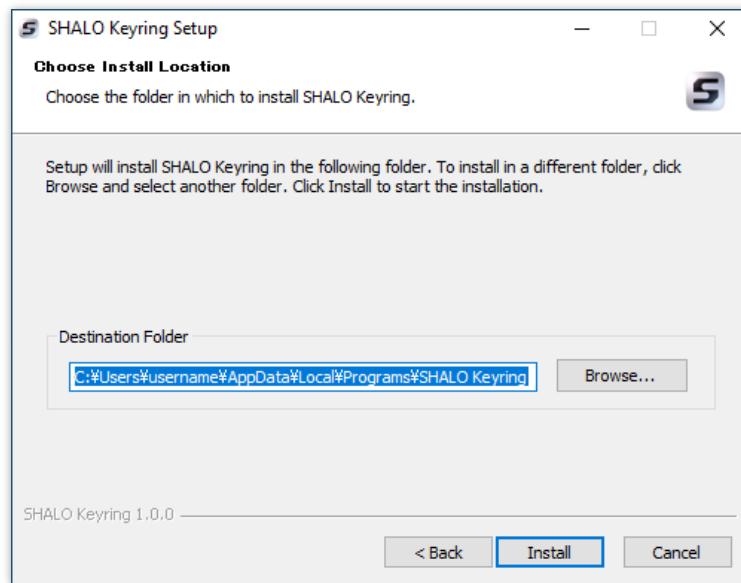 SHALO Keyring Setup
Choose Install Location
Choose the folder in which to install SHALO Keyring.
Setup will install SHALO Keyring in the following folder. To install in a different folder, click
Browse and select another folder. Click Install to start the installation.
Destination Folder
C:¥Users¥username¥AppData¥Local¥Programs¥SHALO Keyring
Browse...
SHALO Keyring 1.0.0
< Back
Install
Cancel